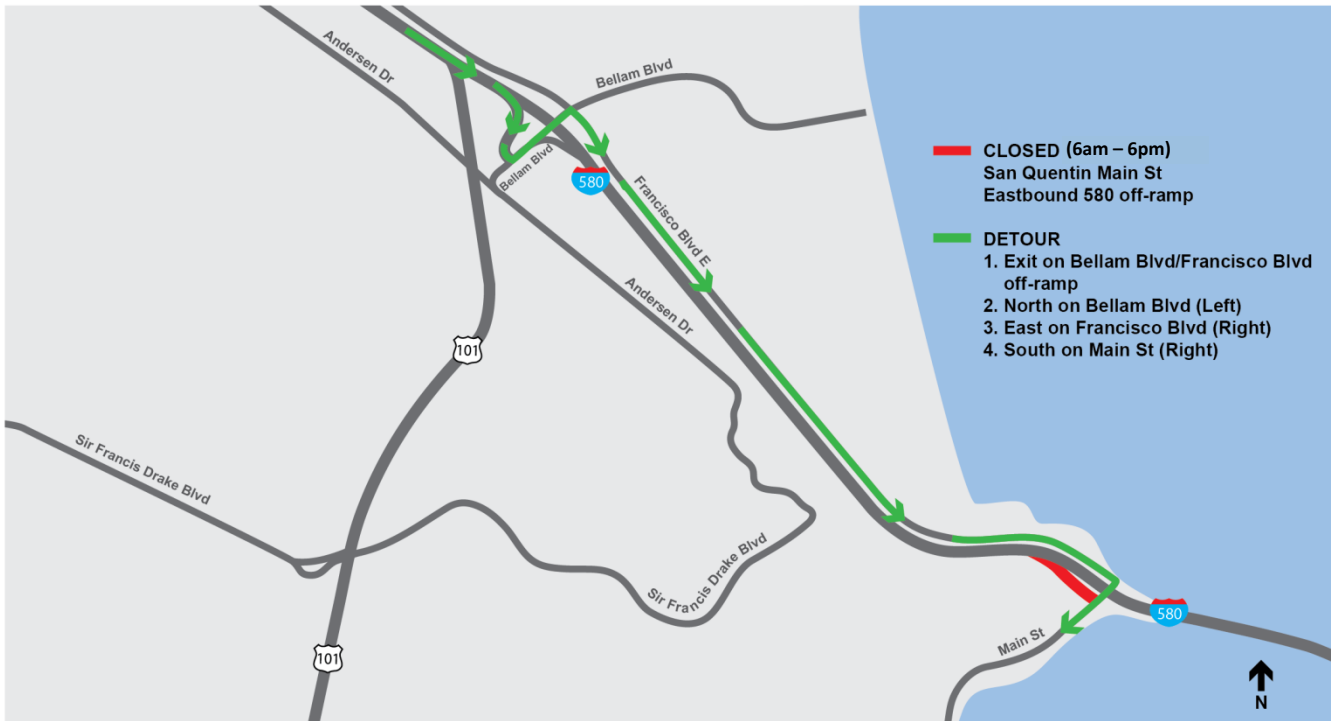 Andersen Dr
Bellam Blvd
Bellam Blvd
580
Francisco Blvd E
Andersen Dr
101
Sir Francis Drake Blvd
Sir Francis Drake Blvd
101
Main St
580
CLOSED (6am – 6pm)
San Quentin Main St
Eastbound 580 off-ramp
DETOUR
1. Exit on Bellam Blvd/Francisco Blvd
off-ramp
2. North on Bellam Blvd (Left)
3. East on Francisco Blvd (Right)
4. South on Main St (Right)
N